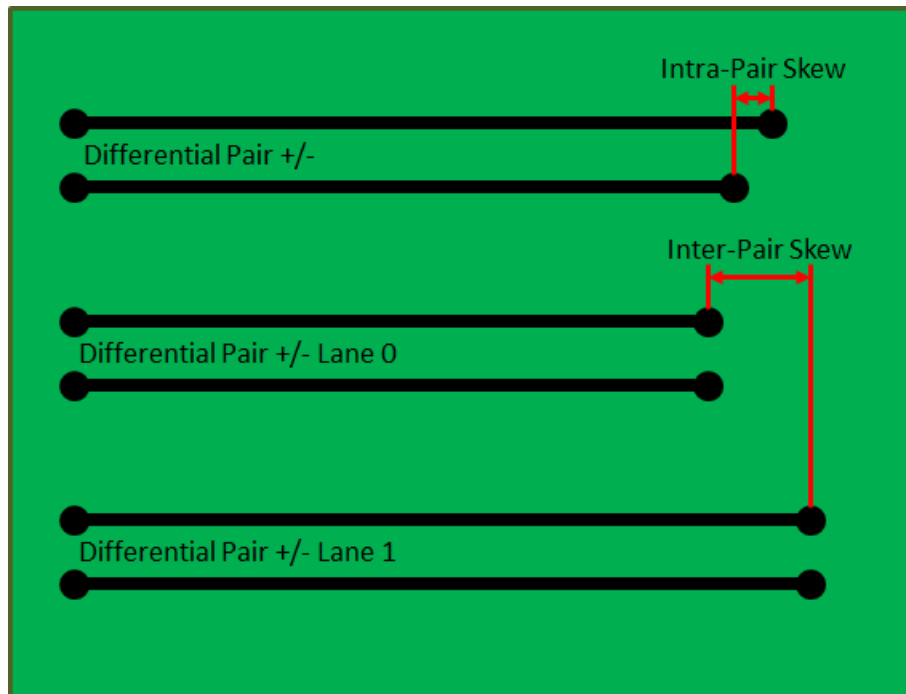 Intra-Pair Skew
Differential Pair +/-
Inter-Pair Skew
Differential Pair +/- Lane 0
Differential Pair +/- Lane 1